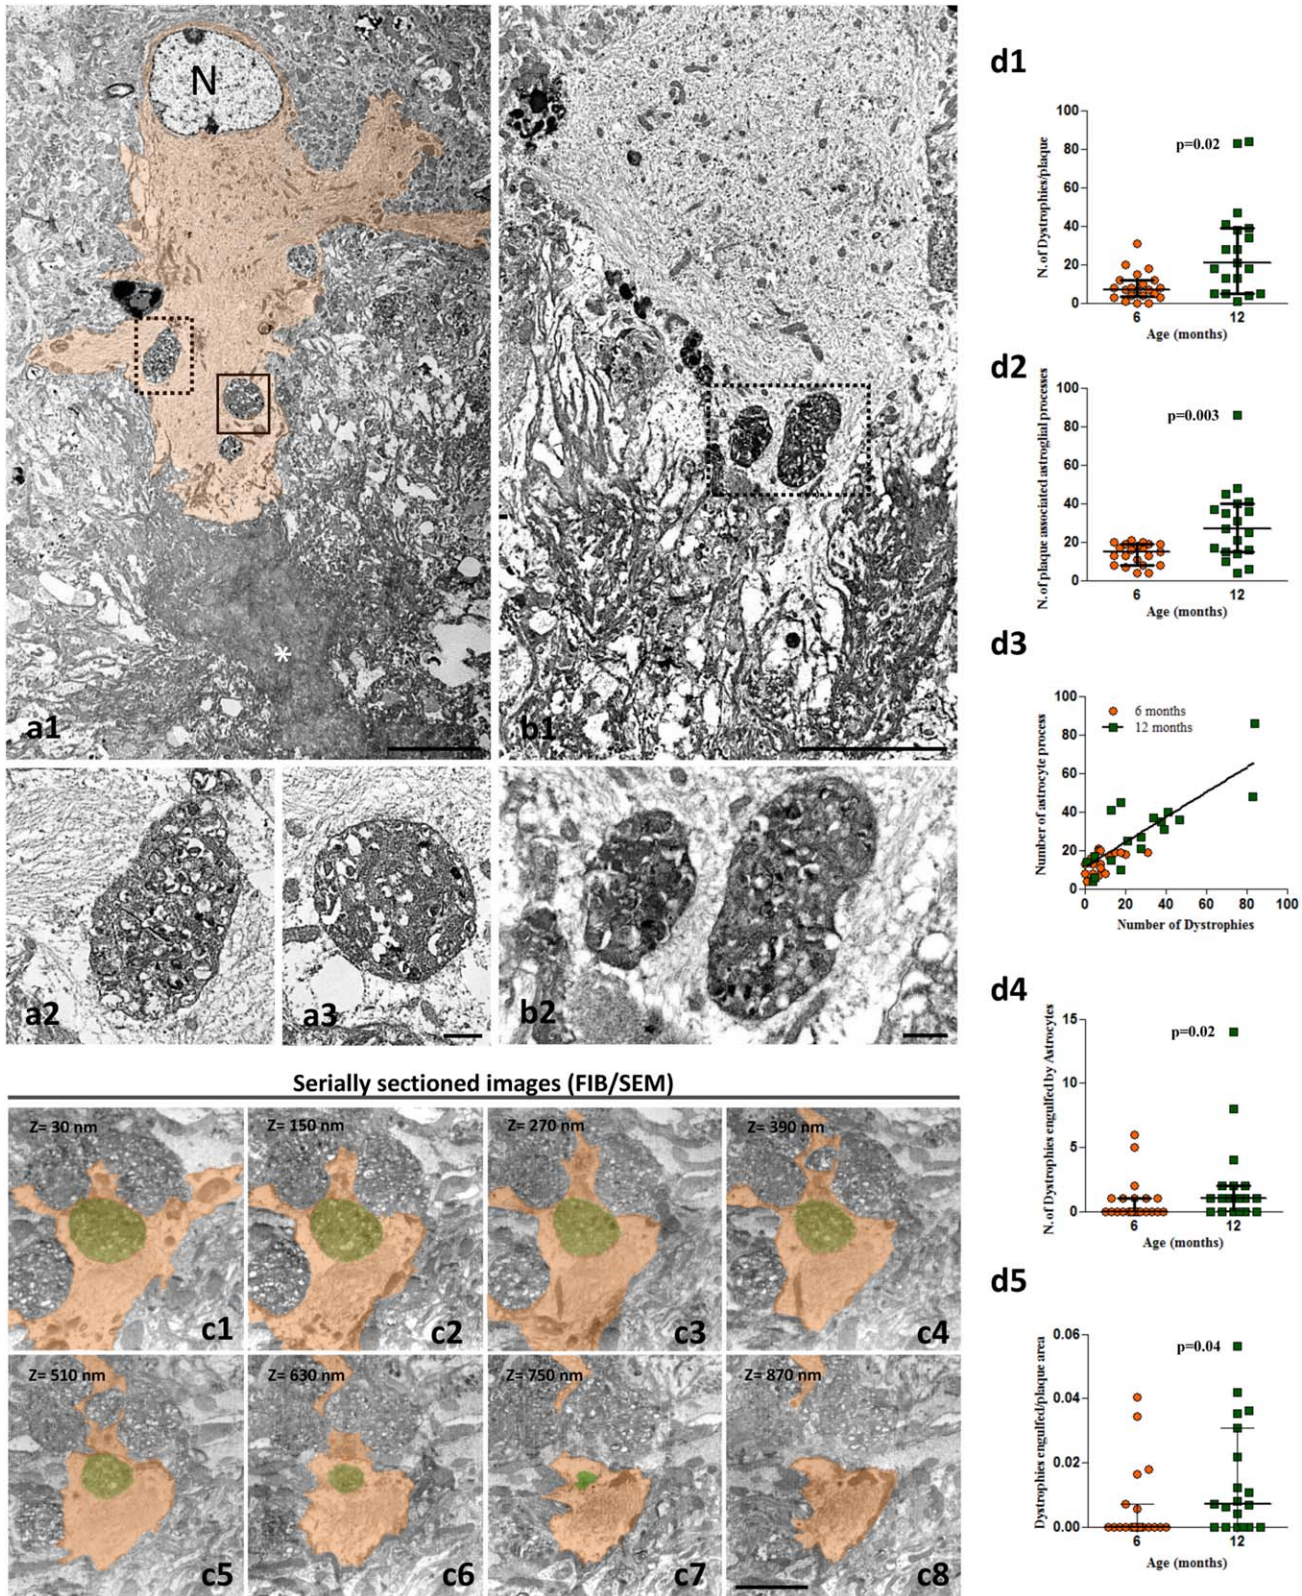 N
*
a1
b1
a2
a3
b2
Serially sectioned images (FIB/SEM)
Z= 30 nm
c1
Z= 150 nm
c2
Z= 270 nm
c3
Z= 390 nm
c4
Z= 510 nm
c5
Z= 630 nm
c6
Z= 750 nm
c7
Z= 870 nm
c8
d1
N. of Dystrophies/plaque
100
80
60
40
20
0
p=0.02
6
12
Age (months)
d2
N. of plaque associated astroglial processes
100
80
60
40
20
0
p=0.003
6
12
Age (months)
d3
Number of astrocyte process
100
80
60
40
20
0
6 months
12 months
0
20
40
60
80
100
Number of Dystrophies
d4
N. of Dystrophies engulfed by Astrocytes
15
10
5
0
p=0.02
6
12
Age (months)
d5
Dystrophies engulfed/plaque area
0.06
0.04
0.02
0.00
p=0.04
6
12
Age (months)